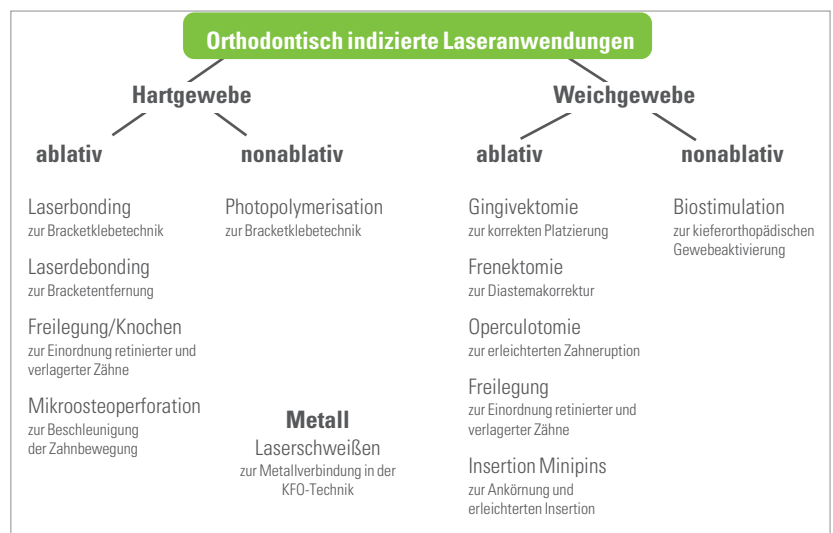 Orthodontisch indizierte Laseranwendungen
Hartgewebe
ablativ
Laserbonding
zur Bracketklebetechnik
Laserdebonding
zur Bracketentfernung
Freilegung/Knochen
zur Einordnung retinierter und
verlagerter Zähne
Mikroosteoperforation
zur Beschleunigung
der Zahnbewegung
nonablativ
Photopolymerisation
zur Bracketklebetechnik
Metall
Laserschweißen
zur Metallverbindung in der
KFO-Technik
Weichgewebe
ablativ
Gingivektomie
zur korrekten Platzierung
Frenektomie
zur Diastemakorrektur
Operculotomie
zur erleichterten Zahneruption
Freilegung
zur Einordnung retinierter und
verlagerter Zähne
Insertion Minipins
zur Ankörnung und
erleichterten Insertion
nonablativ
Biostimulation
zur kieferorthopädischen
Gewebeaktivierung